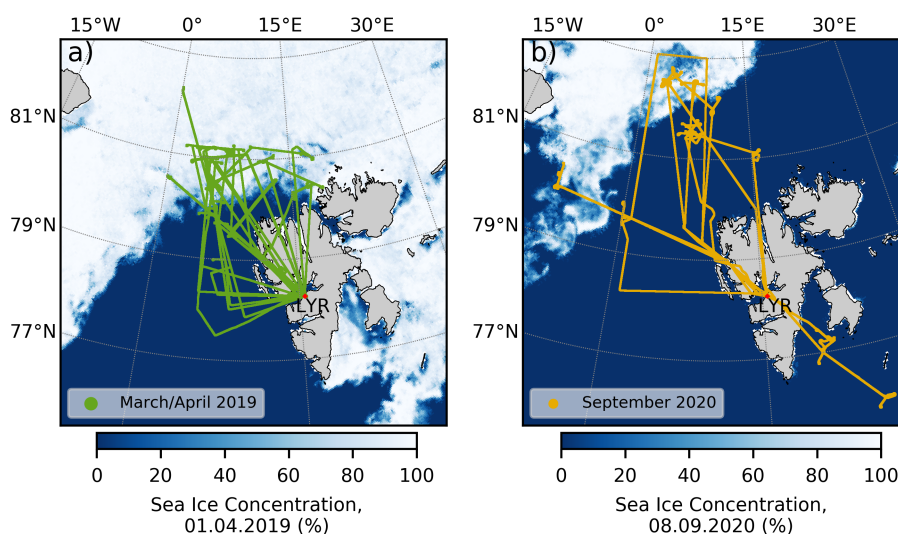 15°W 0° 15°E 30°E
15°W 0° 15°E 30°E
a)
b)
81°N
81°N
79°N
79°N
77°N
77°N
LYR
LYR
March/April 2019
September 2020
0 20 40 60 80 100
0 20 40 60 80 100
Sea Ice Concentration,
01.04.2019 (%)
Sea Ice Concentration,
08.09.2020 (%)